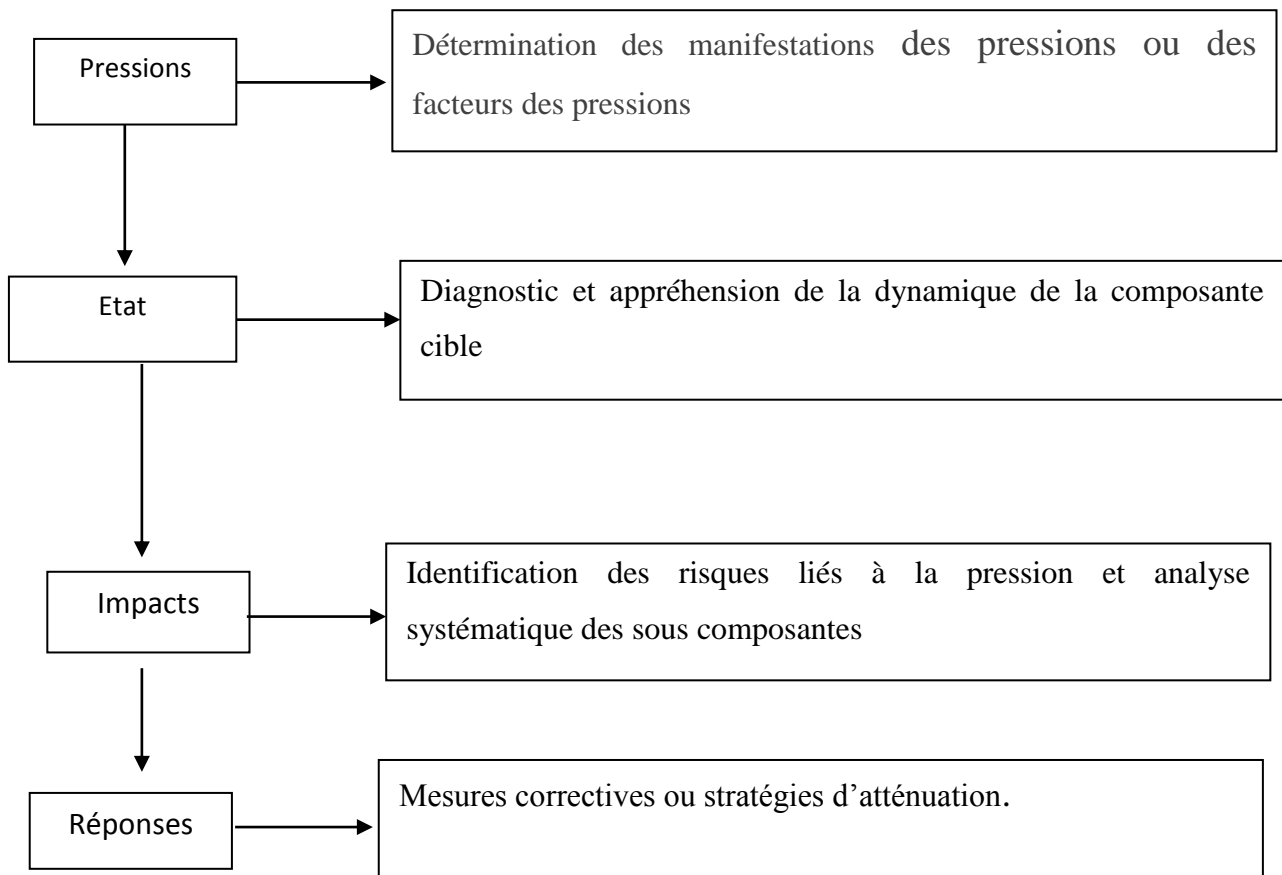 Pressions
Détermination des manifestations des pressions ou des
facteurs des pressions
Etat
Diagnostic et appréhension de la dynamique de la composante
cible
Impacts
Identification des risques liés à la pression et analyse
systématique des sous composantes
Réponses
Mesures correctives ou stratégies d’atténuation.